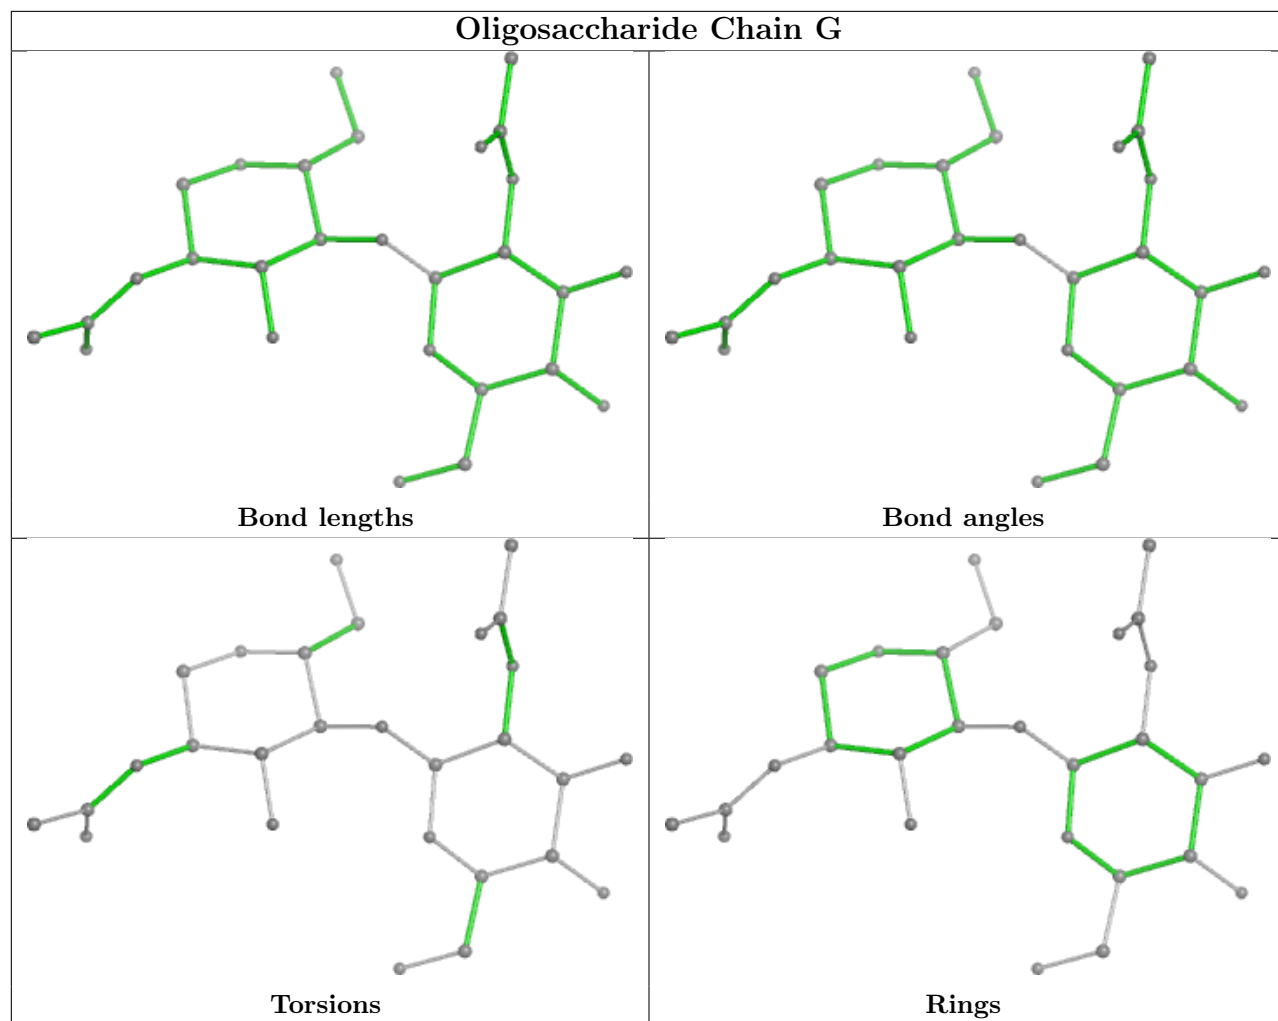 Oligosaccharide Chain G
Bond lengths
Bond angles
Torsions
Rings